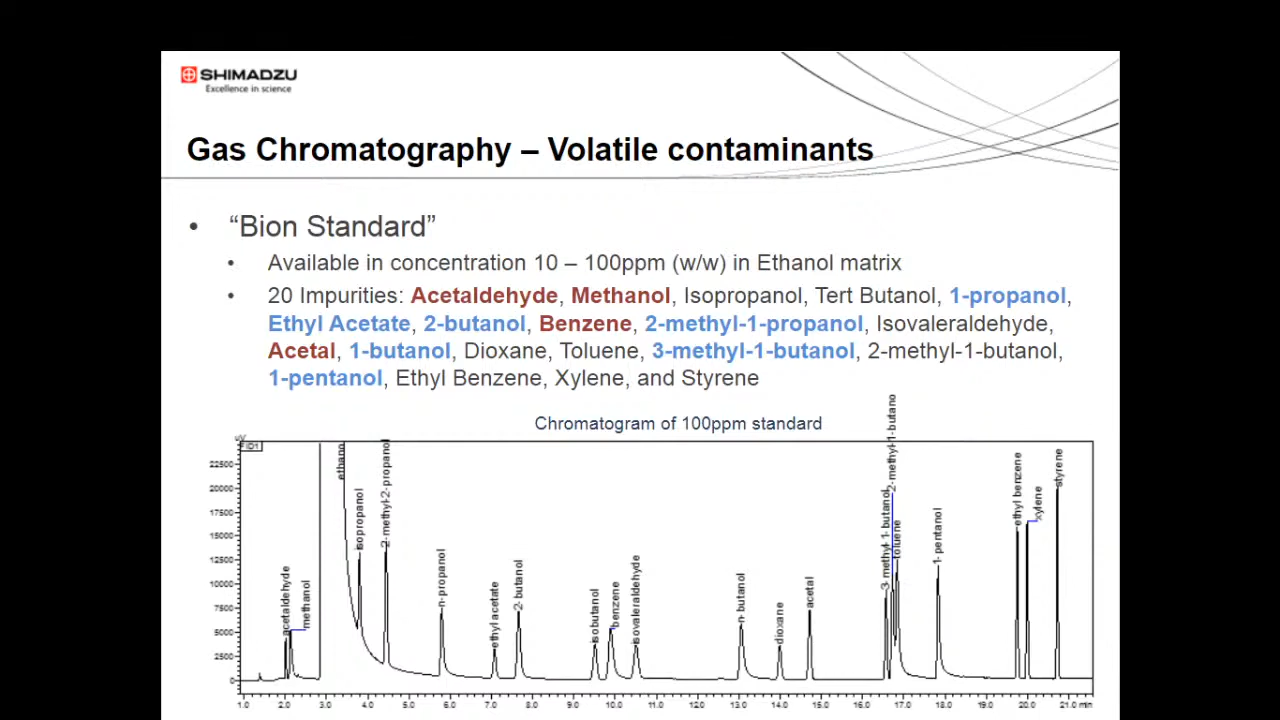 SHIMADZU
Excellence in science
Gas Chromatography – Volatile contaminants
• “Bion Standard”
• Available in concentration 10 – 100ppm (w/w) in Ethanol matrix
• 20 Impurities: Acetaldehyde, Methanol, Isopropanol, Tert Butanol, 1-propanol,
Ethyl Acetate, 2-butanol, Benzene, 2-methyl-1-propanol, Isovaleraldehyde,
Acetal, 1-butanol, Dioxane, Toluene, 3-methyl-1-butanol, 2-methyl-1-butanol,
1-pentanol, Ethyl Benzene, Xylene, and Styrene
Chromatogram of 100ppm standard
uV
FID1
22500
20000
17500
15000
12500
10000
7500
5000
2500
0
acetaldehyde
methanol
ethano
isopropanol
2-methyl-2-propanol
n-propanol
ethyl acetate
2-butanol
isobutanol
benzene
isovaleraldehyde
n-butanol
dioxane
acetal
3-methyl-1-butanol
2-methyl-1-butano
toluene
1-pentanol
ethyl benzene
xylene
styrene
1.0 2.0 3.0 4.0 5.0 6.0 7.0 8.0 9.0 10.0 11.0 12.0 13.0 14.0 15.0 16.0 17.0 18.0 19.0 20.0 21.0 min